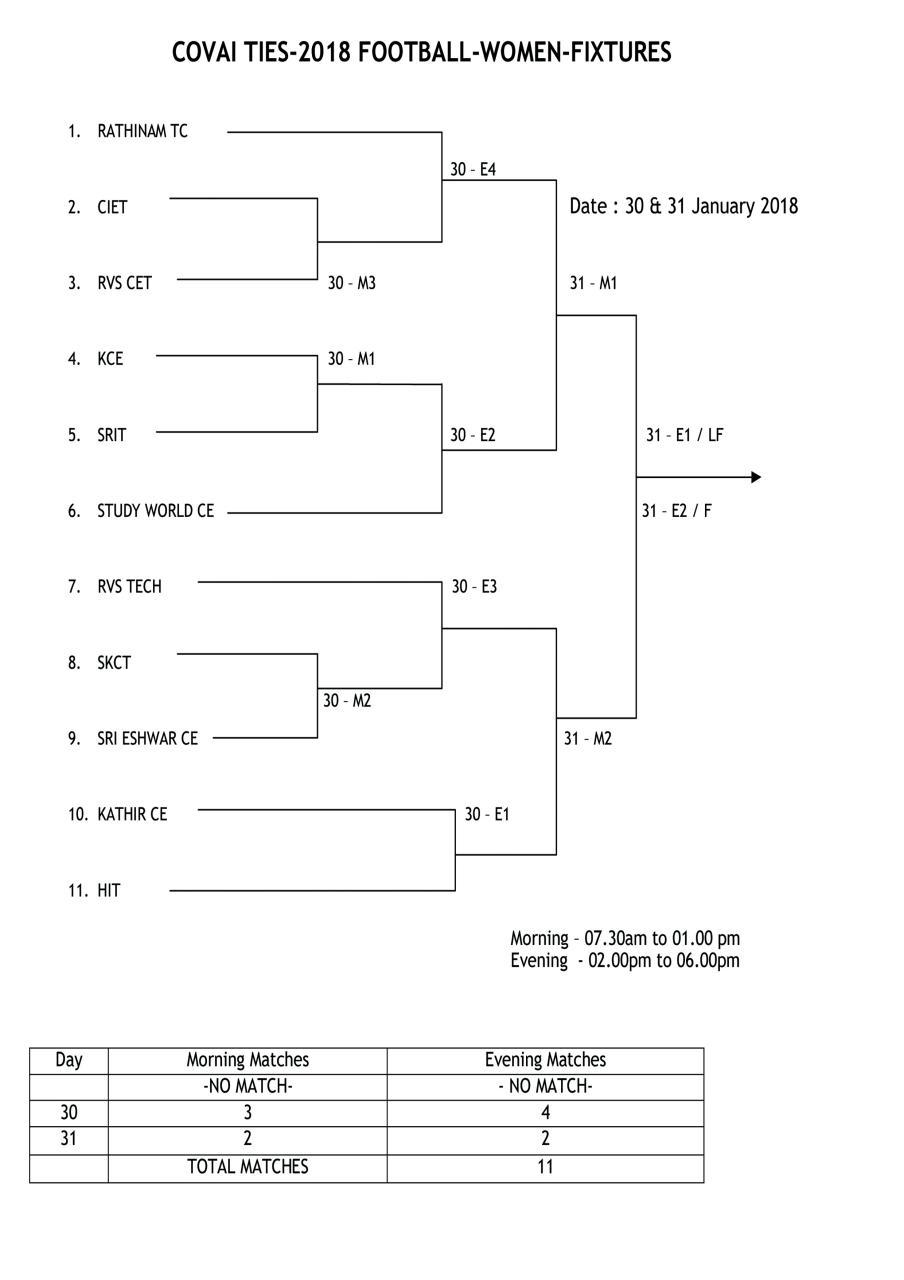 COVAI TIES-2018 FOOTBALL-WOMEN-FIXTURES
1. RATHINAM TC
30 – E4
2. CIET
Date : 30 & 31 January 2018
3. RVS CET
30 – M3
31 – M1
4. KCE
30 – M1
5. SRIT
30 – E2
31 – E1 / LF
6. STUDY WORLD CE
31 – E2 / F
7. RVS TECH
30 – E3
8. SKCT
30 – M2
9. SRI ESHWAR CE
31 – M2
10. KATHIR CE
30 – E1
11. HIT
Morning – 07.30am to 01.00 pm
Evening - 02.00pm to 06.00pm
Day Morning Matches Evening Matches
-NO MATCH- - NO MATCH-
30 3 4
31 2 2
TOTAL MATCHES 11